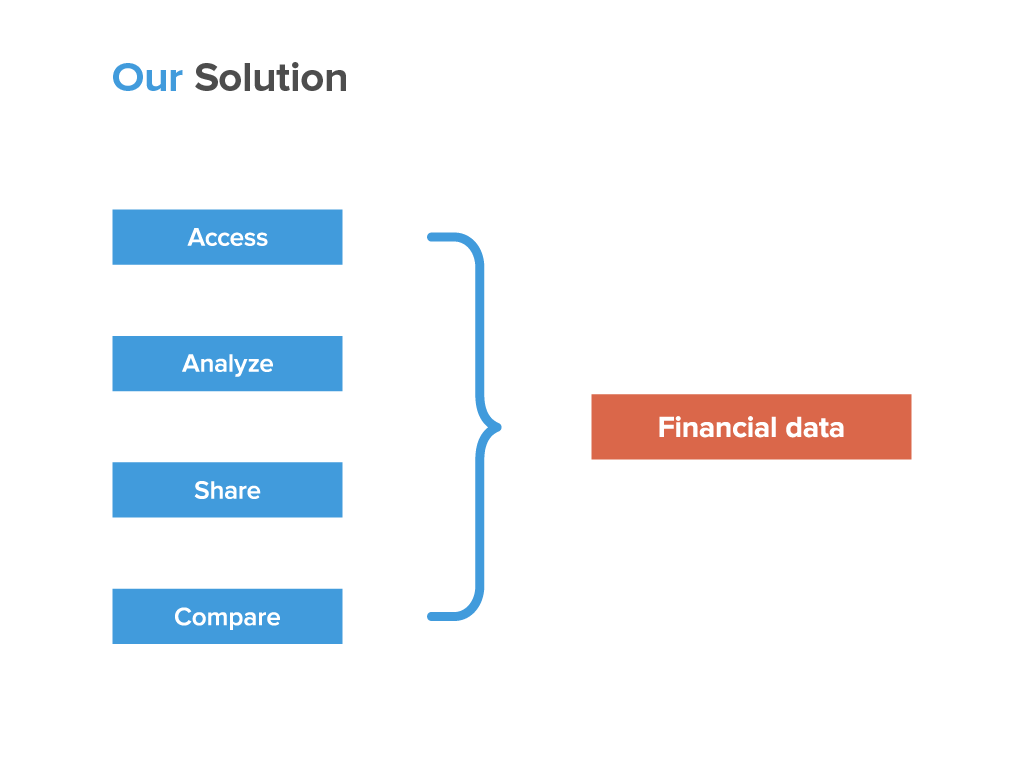 Our Solution
Access
Analyze
Share
Compare
Financial data